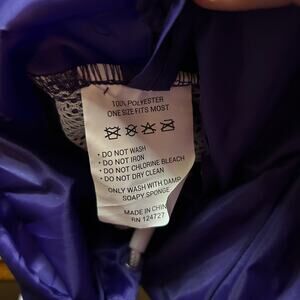 100% POLYESTER
ONE SIZE FITS MOST
• DO NOT WASH
• DO NOT IRON
• DO NOT CHLORINE BLEACH
• DO NOT DRY CLEAN
ONLY WASH WITH DAMP
SOAPY SPONGE
MADE IN CHINA
RN 124727